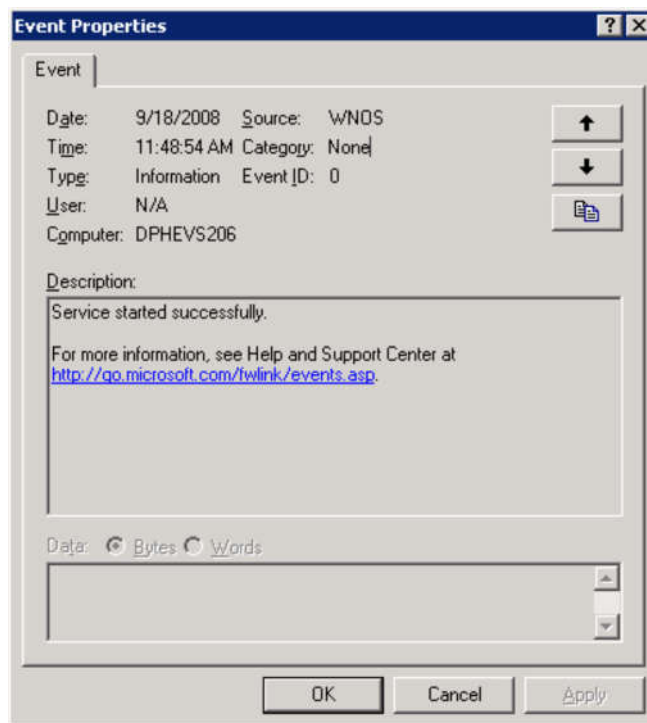 Event Properties
Event
Date: 9/18/2008 Source: WNOS
Time: 11:48:54 AM Category: None
Type: Information Event ID: 0
User: N/A
Computer: DPHEVS206
Description:
Service started successfully.
For more information, see Help and Support Center at
http://go.microsoft.com/fwlink/events.asp.
Data: Bytes Words
OK Cancel Apply